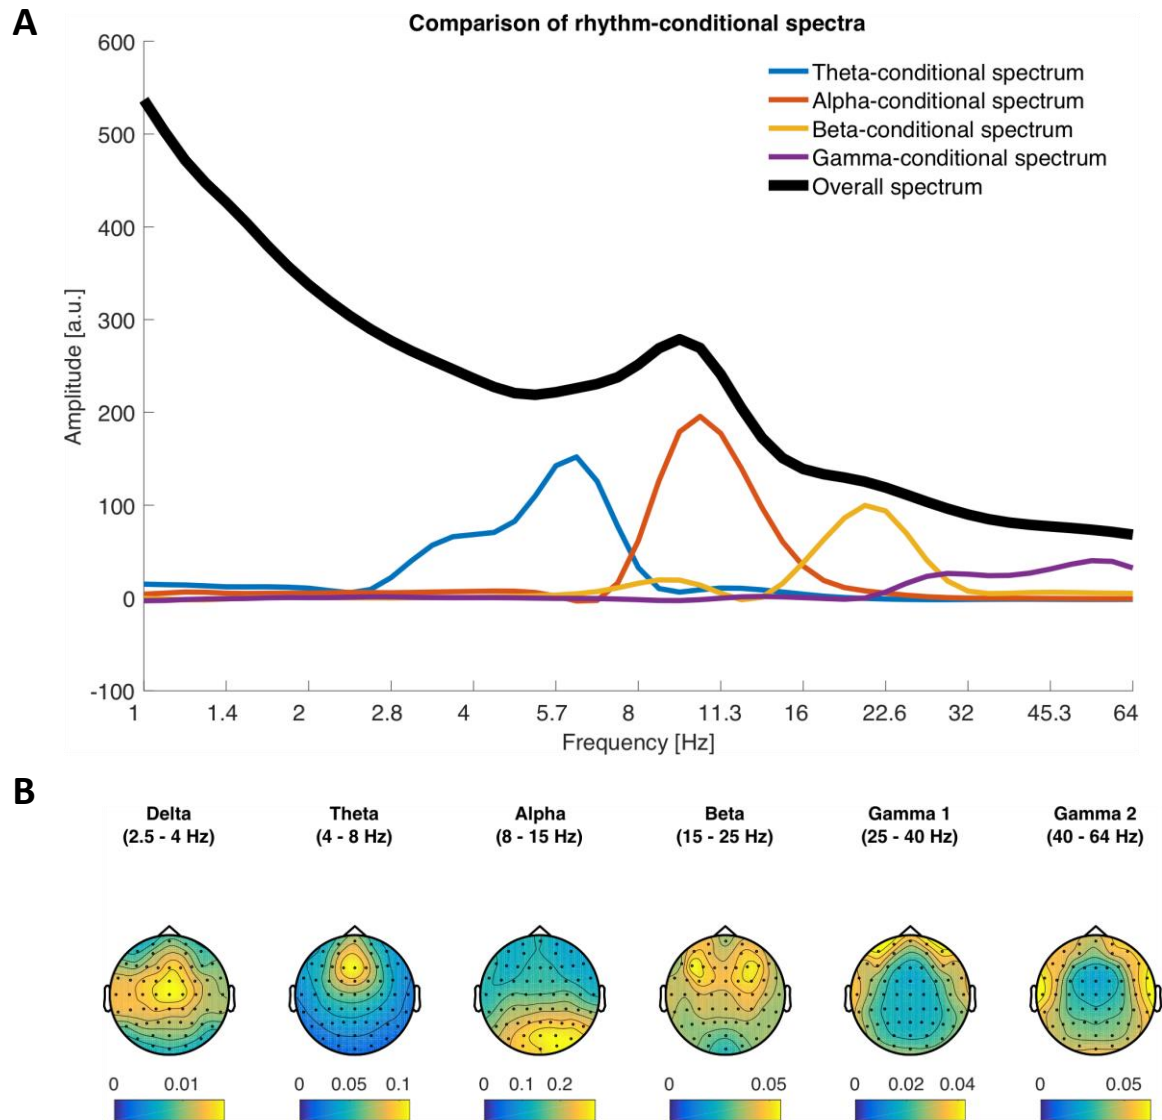 A
Comparison of rhythm-conditional spectra
600
500
400
300
200
100
0
-100
Amplitude [a.u.]
Theta-conditional spectrum
Alpha-conditional spectrum
Beta-conditional spectrum
Gamma-conditional spectrum
Overall spectrum
1 1.4 2 2.8 4 5.7 8 11.3 16 22.6 32 45.3 64
Frequency [Hz]
B
Delta Theta Alpha Beta Gamma 1 Gamma 2
(2.5 - 4 Hz) (4 - 8 Hz) (8 - 15 Hz) (15 - 25 Hz) (25 - 40 Hz) (40 - 64 Hz)
0 0.01 0 0.05 0.1 0 0.1 0.2 0 0.05 0 0.02 0.04 0 0.05